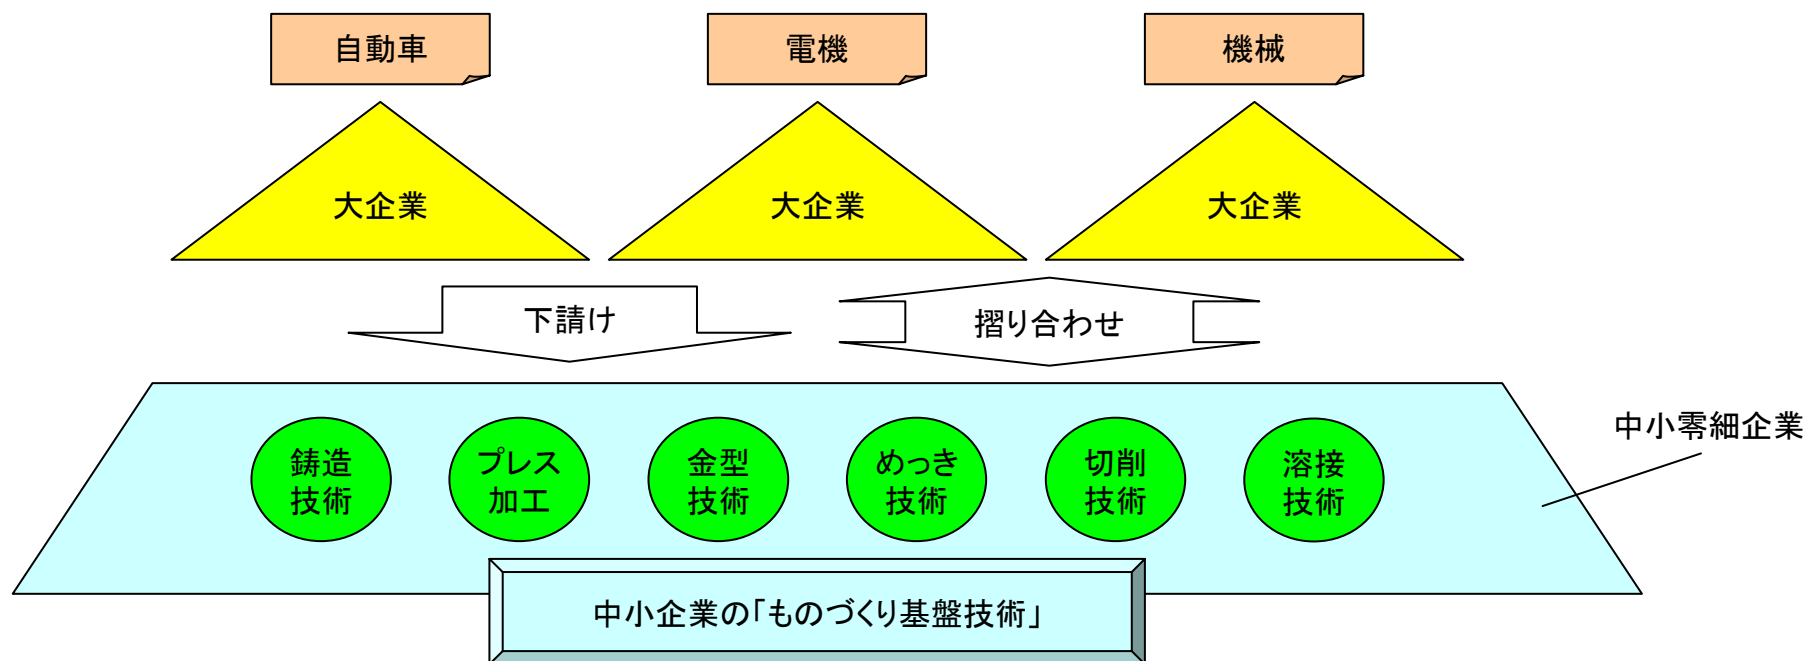 自動車
電機
機械
大企業
大企業
大企業
下請け
摺り合わせ
中小零細企業
鋳造
技術
プレス
加工
金型
技術
めっき
技術
切削
技術
溶接
技術
中小企業の「ものづくり基盤技術」